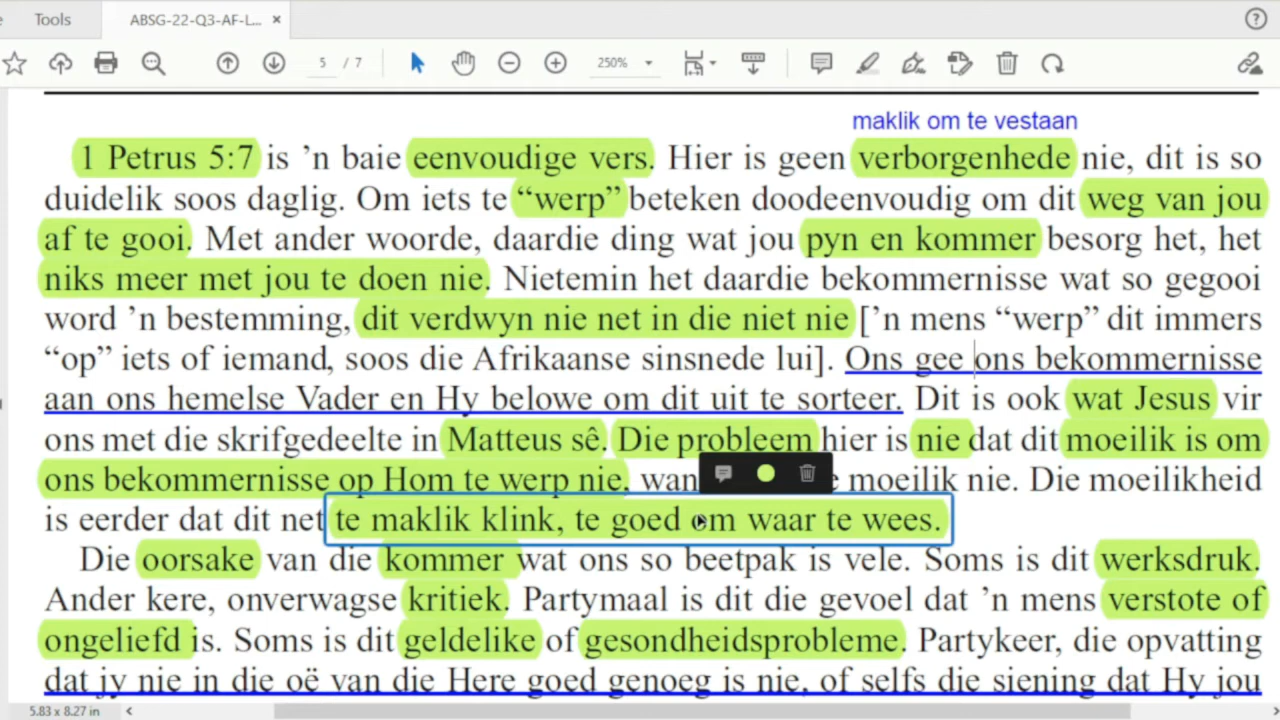 Tools
ABSG-22-Q3-AF-L... ×
5 / 7
250%
maklik om te vestaan
1 Petrus 5:7 is ’n baie eenvoudige vers. Hier is geen verborgenhede nie, dit is so
duidelik soos daglig. Om iets te “werp” beteken doodeenvoudig om dit weg van jou
af te gooi. Met ander woorde, daardie ding wat jou pyn en kommer besorg het, het
niks meer met jou te doen nie. Nietemin het daardie bekommernisse wat so gegooi
word ’n bestemming, dit verdwyn nie net in die niet nie [’n mens “werp” dit immers
“op” iets of iemand, soos die Afrikaanse sinsnede lui]. Ons gee ons bekommernisse
aan ons hemelse Vader en Hy belowe om dit uit te sorteer. Dit is ook wat Jesus vir
ons met die skrifgedeelte in Matteus sê. Die probleem hier is nie dat dit moeilik is om
ons bekommernisse op Hom te werp nie, wan moeilik nie. Die moeilikheid
is eerder dat dit net te maklik klink, te goed om waar te wees.
Die oorsake van die kommer wat ons so beetpak is vele. Soms is dit werksdruk.
Ander kere, onverwagse kritiek. Partymaal is dit die gevoel dat ’n mens verstote of
ongeliefd is. Soms is dit geldelike of gesondheidsprobleme. Partykeer, die opvatting
dat jy nie in die oë van die Here goed genoeg is nie, of selfs die siening dat Hy jou
5.83 x 8.27 in